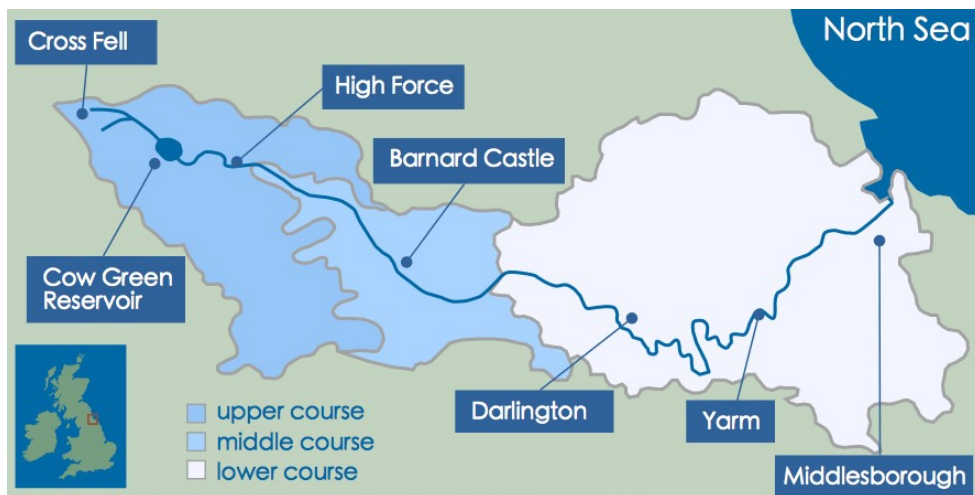 North Sea
Cross Fell
High Force
Barnard Castle
Cow Green
Reservoir
Darlington
Yarm
Middlesborough
upper course
middle course
lower course